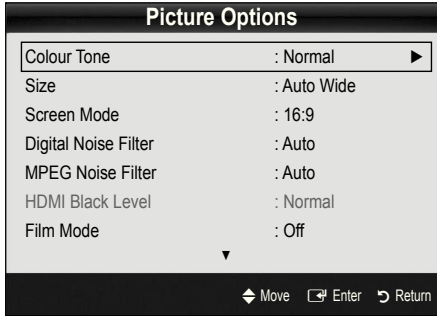 Picture Options
Colour Tone : Normal ►
Size : Auto Wide
Screen Mode : 16:9
Digital Noise Filter : Auto
MPEG Noise Filter : Auto
HDMI Black Level : Normal
Film Mode : Off
▼
Move Enter Return